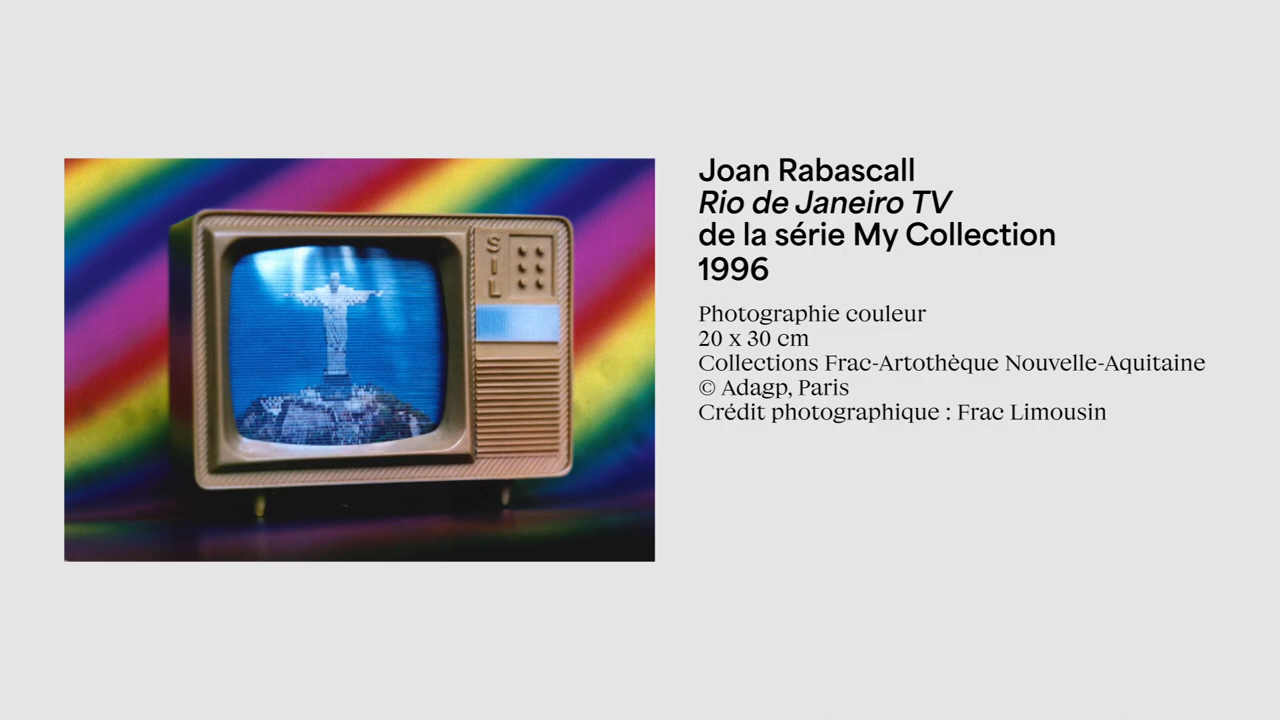 SIL
Joan Rabascall
Rio de Janeiro TV
de la série My Collection
1996
Photographie couleur
20 x 30 cm
Collections Frac-Artothèque Nouvelle-Aquitaine
© Adagp, Paris
Crédit photographique : Frac Limousin